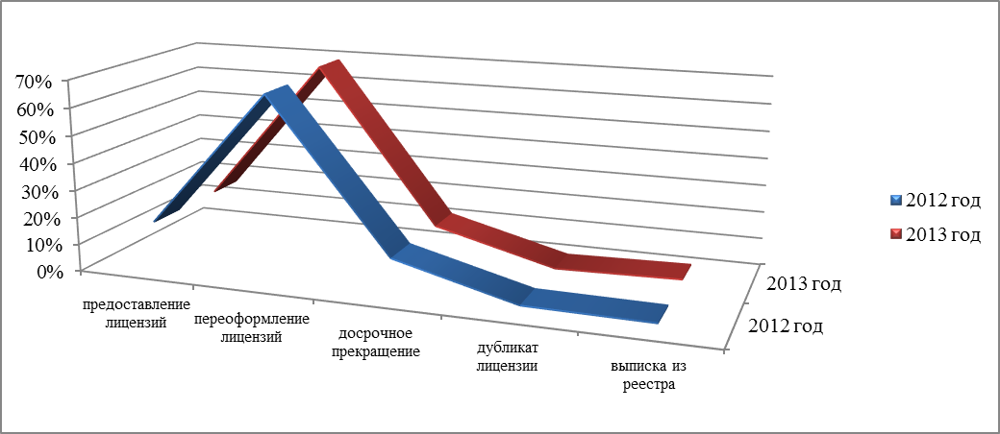 70%
60%
50%
40%
30%
20%
10%
0%
предоставление
лицензий
переоформление
лицензий
досрочное
прекращение
дубликат
лицензии
выписка из
реестра
2013 год
2012 год
2012 год
2013 год